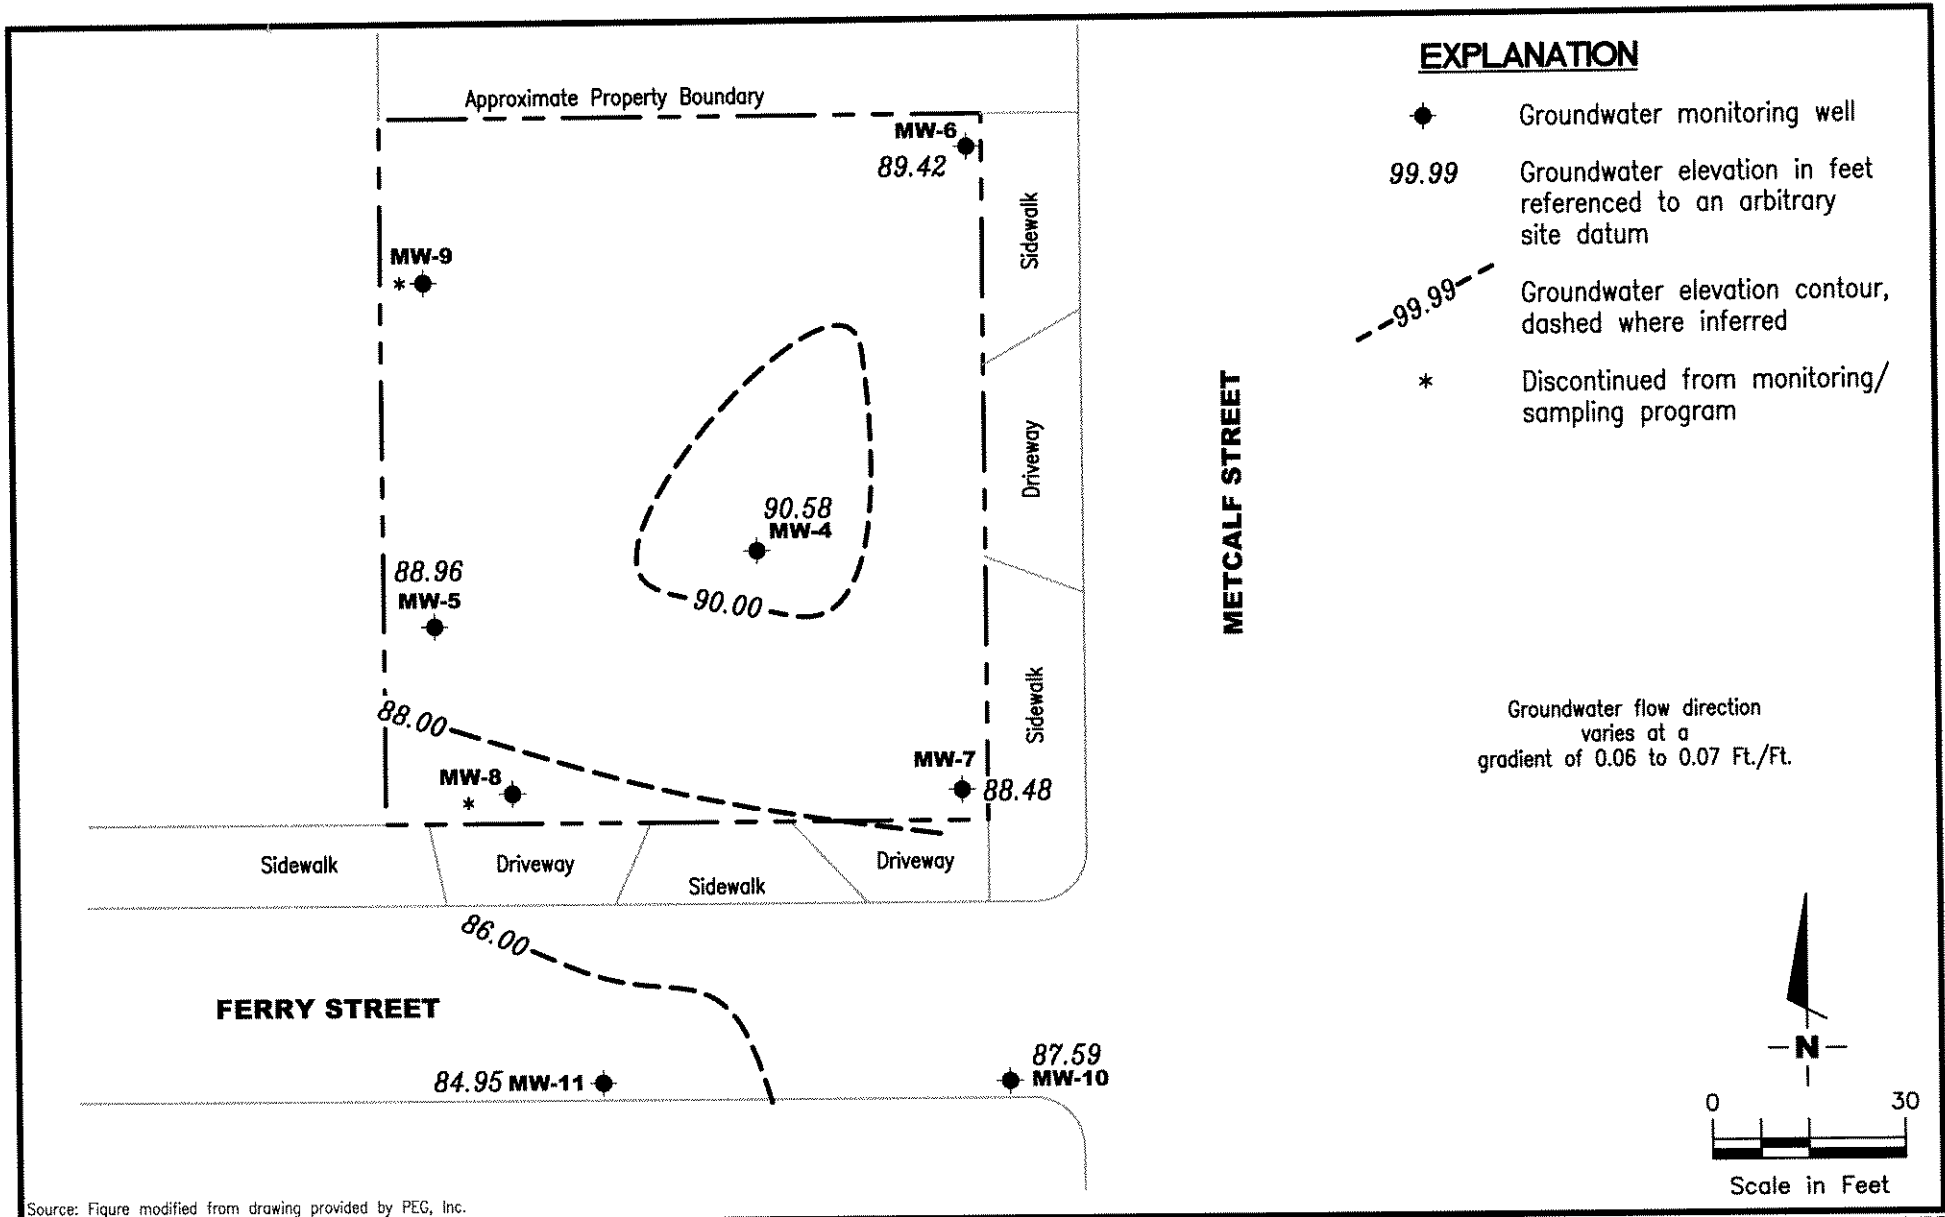 EXPLANATION
Groundwater monitoring well
99.99 Groundwater elevation in feet
referenced to an arbitrary
site datum
99.99 Groundwater elevation contour,
dashed where inferred
* Discontinued from monitoring/
sampling program
Approximate Property Boundary
MW-6
89.42
Sidewalk
MW-9
*
90.58
MW-4
90.00
Driveway
METCALF STREET
88.96
MW-5
88.00
Sidewalk
MW-8
*
MW-7
88.48
Groundwater flow direction
varies at a
gradient of 0.06 to 0.07 Ft./Ft.
Sidewalk
Driveway
Sidewalk
Driveway
86.00
FERRY STREET
84.95 MW-11
87.59
MW-10
N
0 30
Scale in Feet
Source: Figure modified from drawing provided by PEG, Inc.